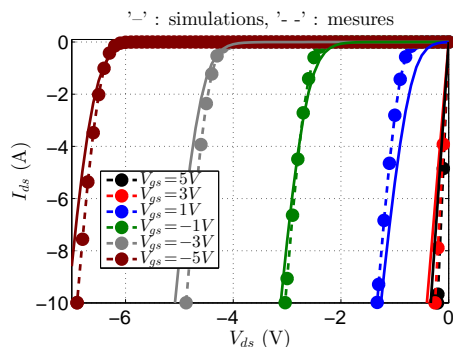 '–' : simulations, '- -' : mesures
0
−2
−4
−6
−8
−10
I_ds (A)
V_gs = 5V
V_gs = 3V
V_gs = 1V
V_gs = −1V
V_gs = −3V
V_gs = −5V
−6 −4 −2 0
V_ds (V)